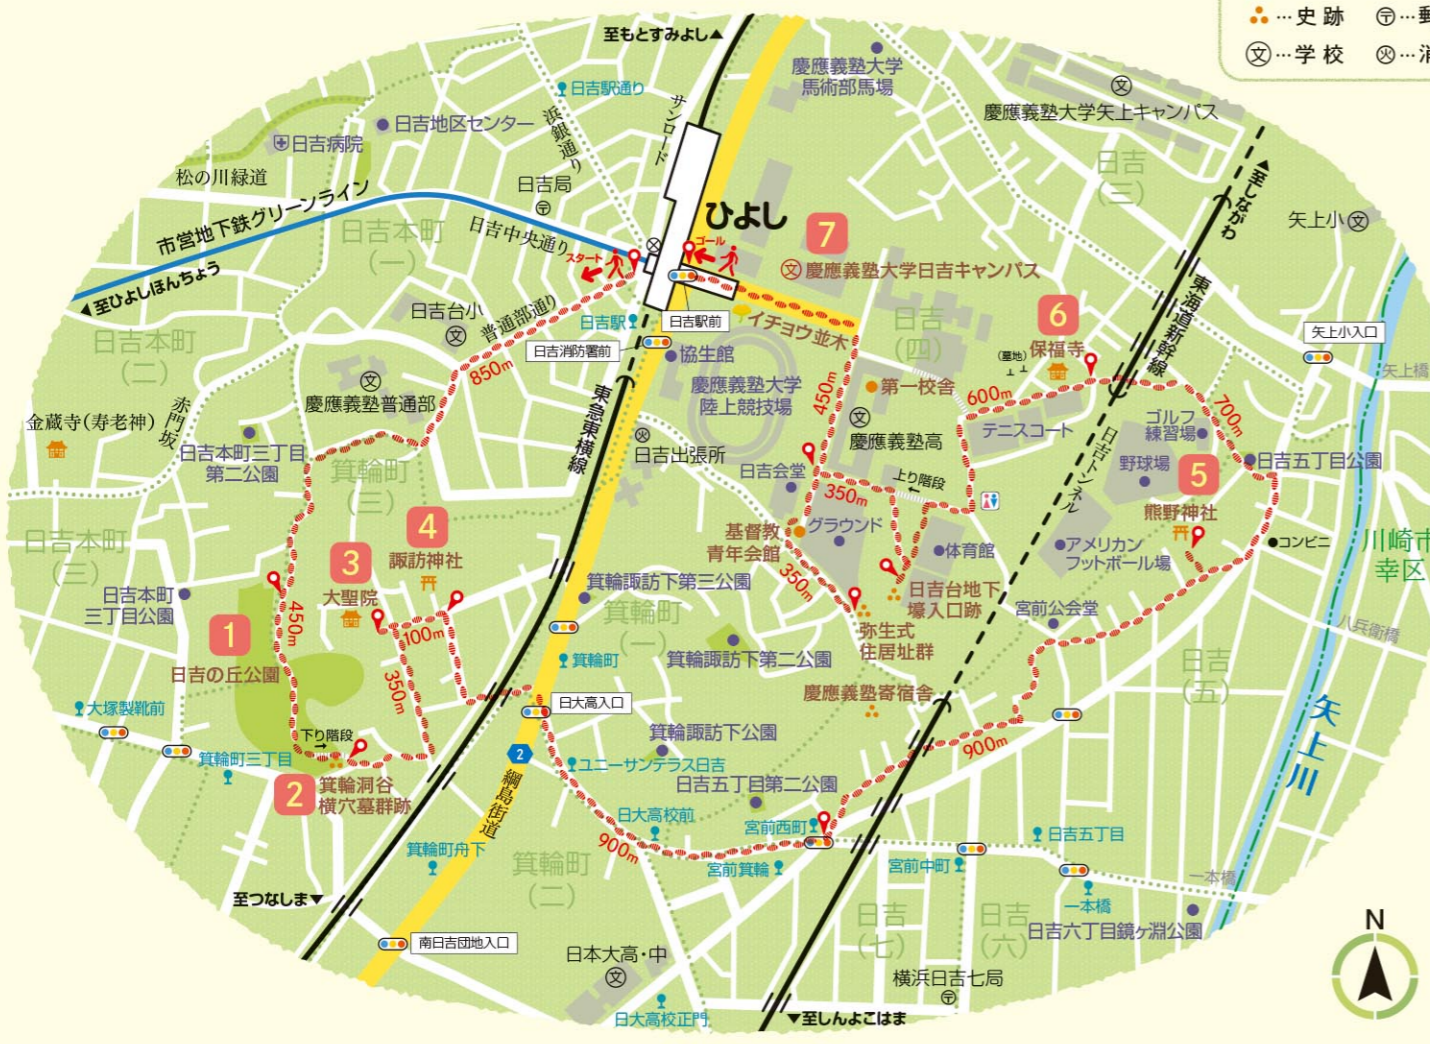 …史跡
〒…
文…学校
火…
至もとすみよし▲
慶應義塾大学
馬術部馬場
日吉駅通り
サンロード
浜銀通り
慶應義塾大学矢上キャンパス
日吉地区センター
日吉病院
松の川緑道
市営地下鉄グリーンライン
◀至ひよしほんちょう
日吉局
日吉中央通り
日吉本町
(一)
ひよし
スタート
ゴール
7
慶應義塾大学日吉キャンパス
日吉
(三)
▲至しながわ
矢上小
東海道新幹線
矢上小入口
矢上橋
日吉台小
普通部通り
日吉駅
日吉駅前
日吉消防署前
イチョウ並木
日吉
(四)
6
保福寺
(墓地)
日吉本町
(二)
850m
協生館
慶應義塾大学
陸上競技場
450m
第一校舎
慶應義塾高
600m
テニスコート
700m
ゴルフ
練習場
野球場
日吉トンネル
慶應義塾普通部
金蔵寺(寿老神)
赤門坂
日吉本町三丁目
第二公園
箕輪町
(三)
東急東横線
日吉出張所
日吉会堂
350m
上り階段
日吉五丁目公園
5
熊野神社
コンビニ
川崎市
幸区
日吉本町
(三)
4
諏訪神社
3
大聖院
基督教
青年会館
グラウンド
体育館
アメリカン
フットボール場
日吉本町
三丁目公園
450m
箕輪諏訪下第三公園
箕輪町
(一)
350m
日吉台地下
壕入口跡
宮前公会堂
八兵衛橋
1
日吉の丘公園
100m
350m
箕輪町
箕輪諏訪下第二公園
弥生式
住居址群
慶應義塾寄宿舎
日吉
(五)
矢上川
大塚製靴前
下り階段
日大高入口
箕輪町三丁目
2
箕輪洞谷
横穴墓群跡
2
綱島街道
箕輪諏訪下公園
ユニーサンテラス日吉
日吉五丁目第二公園
900m
箕輪町舟下
日大高校前
宮前西町
日吉五丁目
900m
宮前箕輪
宮前中町
一本橋
一本橋
至つなしま▼
箕輪町
(二)
日吉
(七)
日吉
(六)
日吉六丁目鏡ヶ淵公園
南日吉団地入口
日本大高・中
横浜日吉七局
日大高校正門
▼至しんよこはま
N